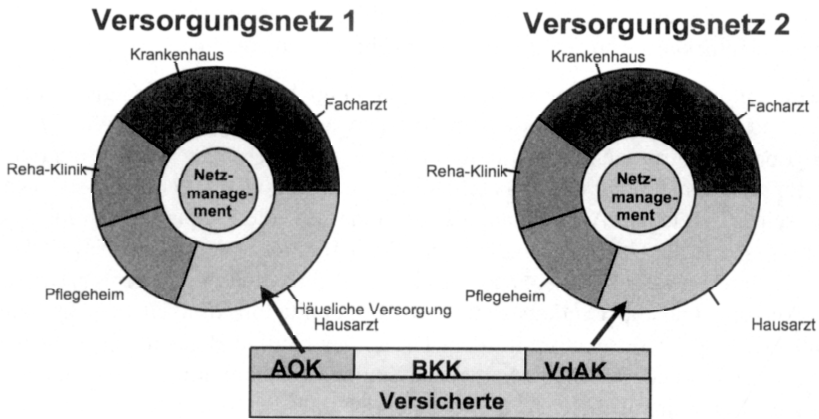 Versorgungsnetz 1
Krankenhaus
Facharzt
Reha-Klinik
Netz-
manage-
ment
Pflegeheim
Häusliche Versorgung
Hausarzt
Versorgungsnetz 2
Krankenhaus
Facharzt
Reha-Klinik
Netz-
manage-
ment
Pflegeheim
Hausarzt
AOK
BKK
VdAK
Versicherte